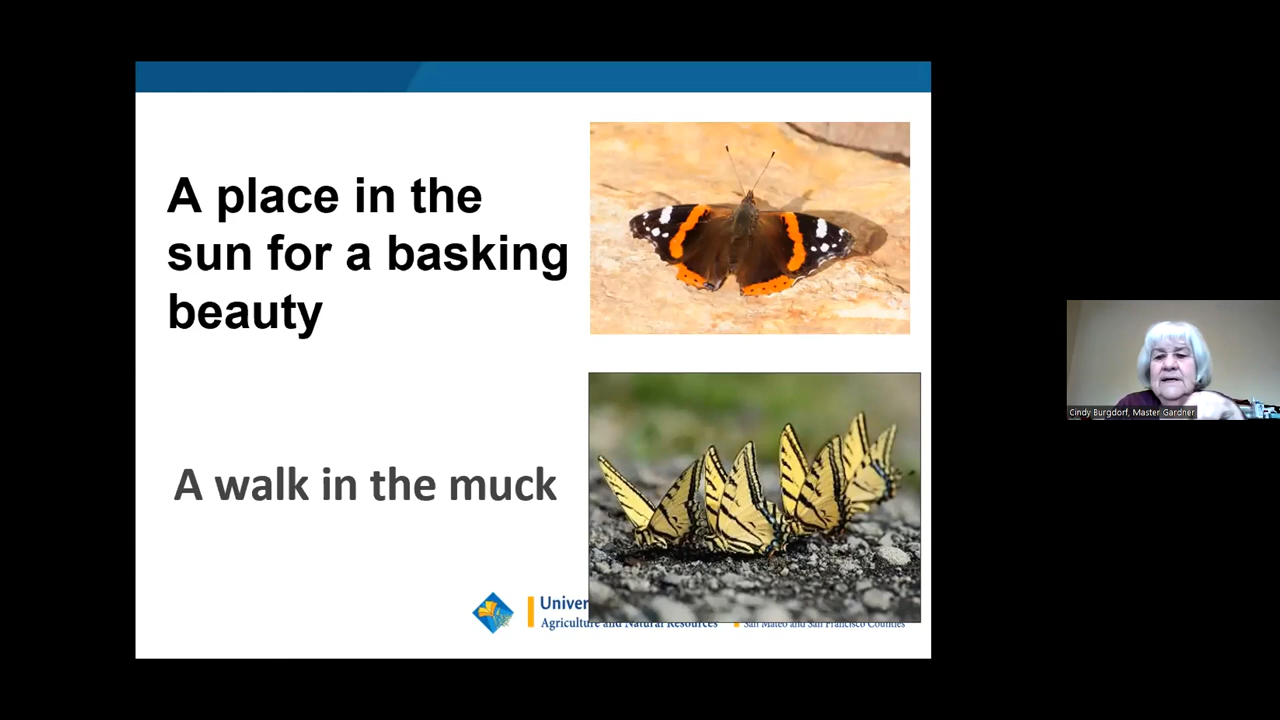 A place in the
sun for a basking
beauty
A walk in the muck
Agriculture and Natural Resources
San Mateo and San Francisco Counties
Cindy Burgdorf, Master Gardner